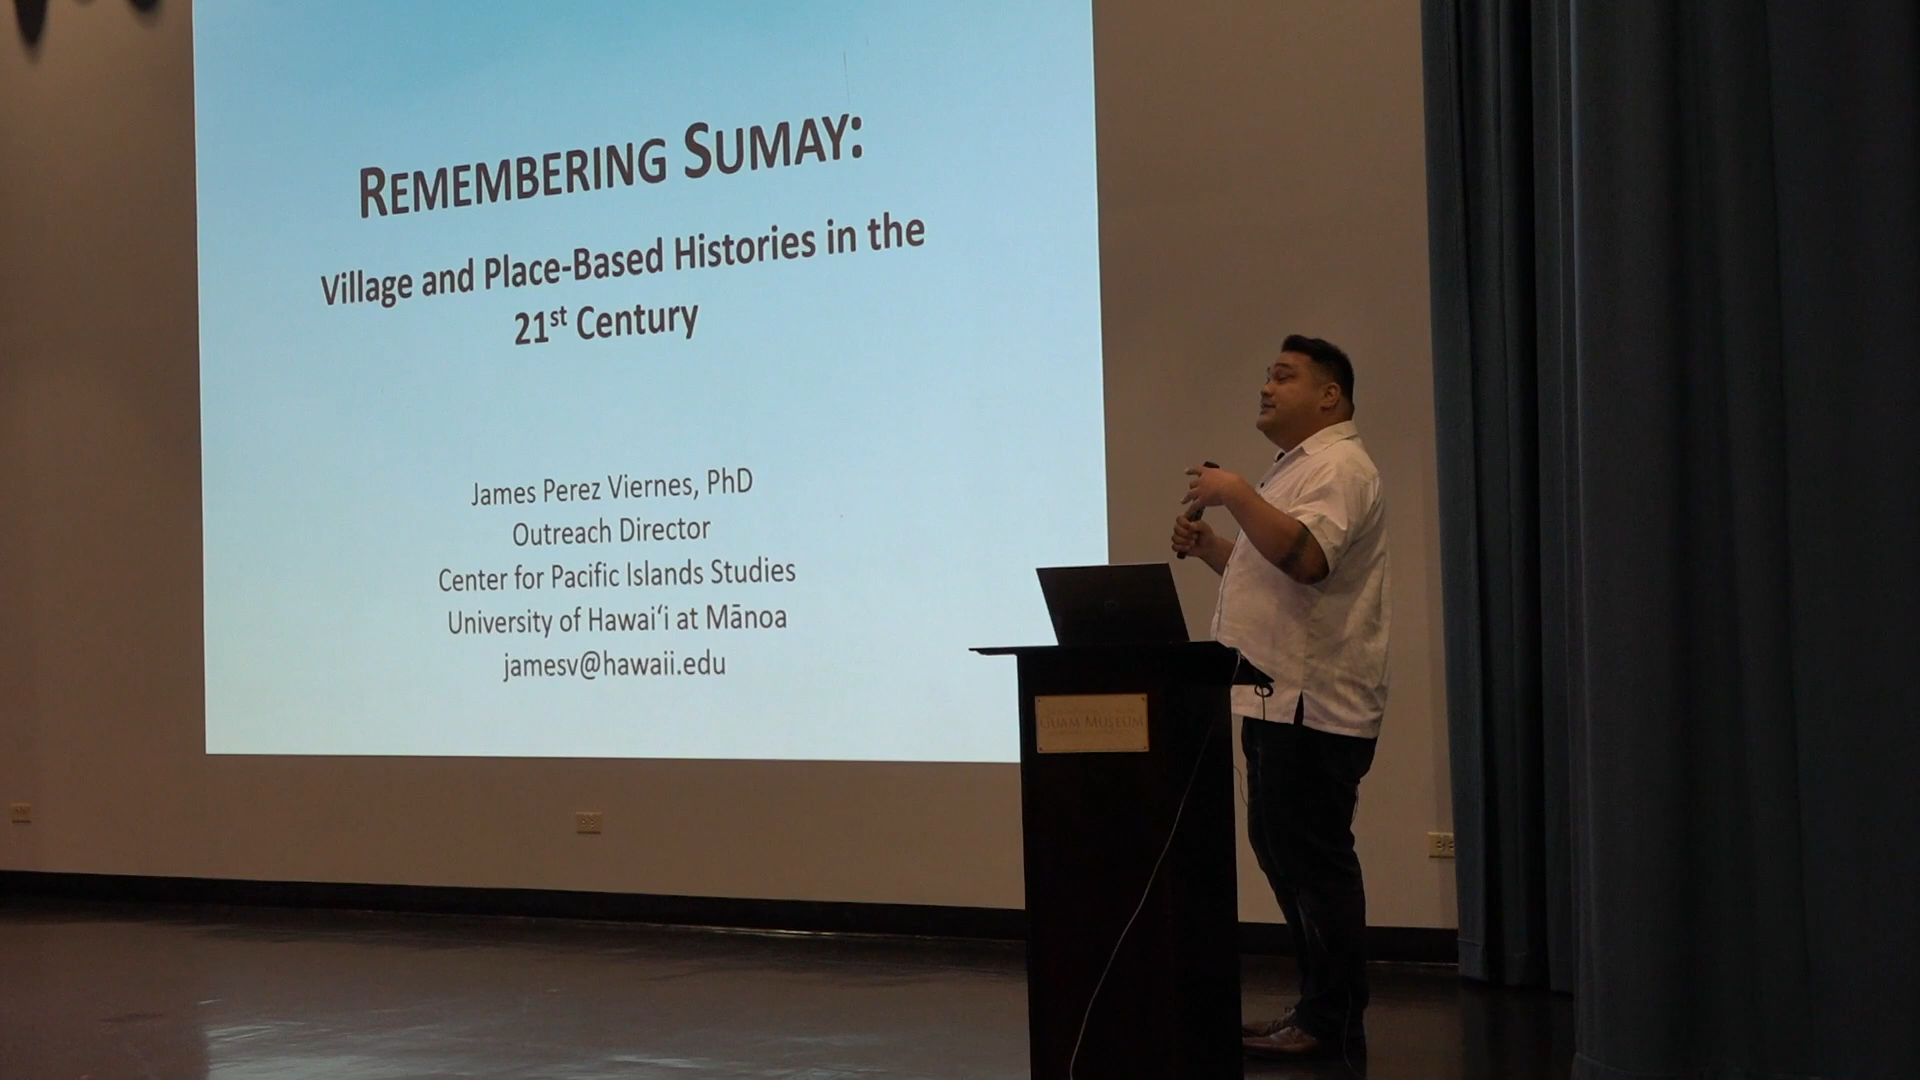 REMEMBERING SUMAY:
Village and Place-Based Histories in the
21st Century
James Perez Viernes, PhD
Outreach Director
Center for Pacific Islands Studies
University of Hawaiʻi at Mānoa
jamesv@hawaii.edu
GUAM MUSEUM